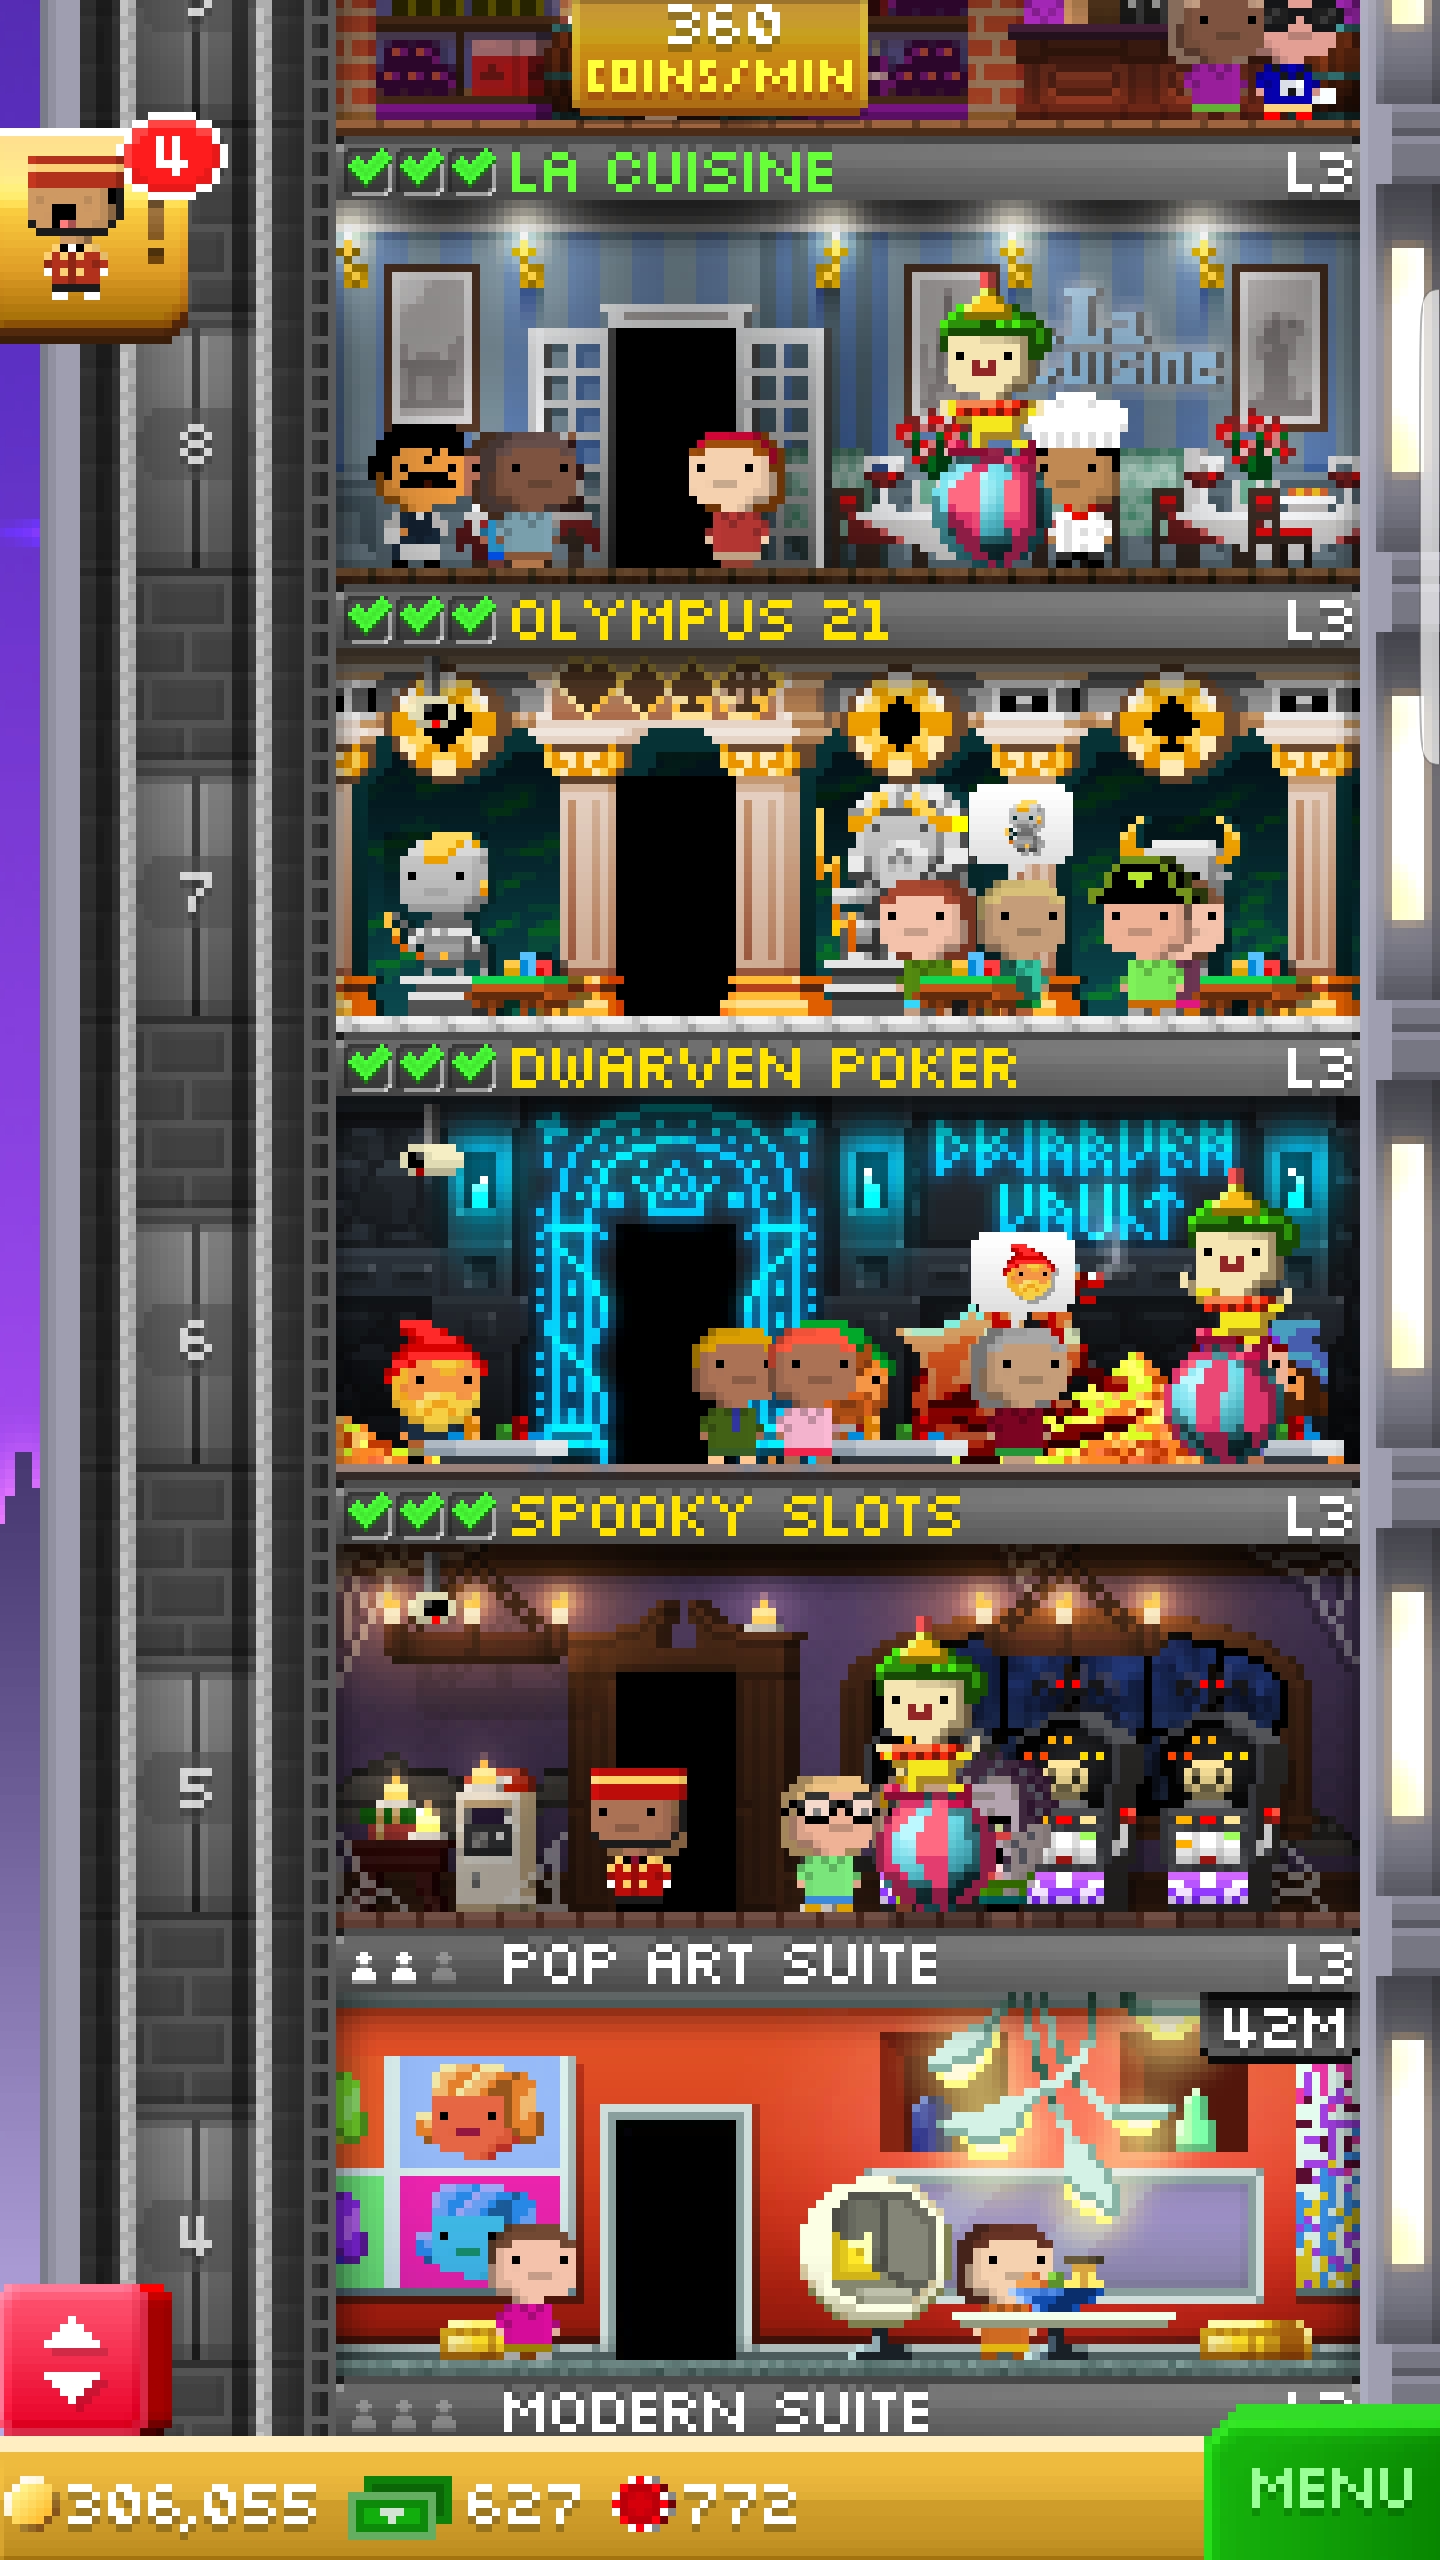 360
COINS/MIN
4
!
LA CUISINE L3
La
Cuisine
8
OLYMPUS 21 L3
7
DWARVEN POKER L3
DWARVEN
VAULT
6
SPOOKY SLOTS L3
5
POP ART SUITE L3
42M
4
MODERN SUITE
306,055 627 772
MENU